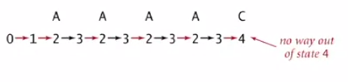 A A A A C
0→1→2→3→2→3→2→3→2→3→4
no way out
of state 4